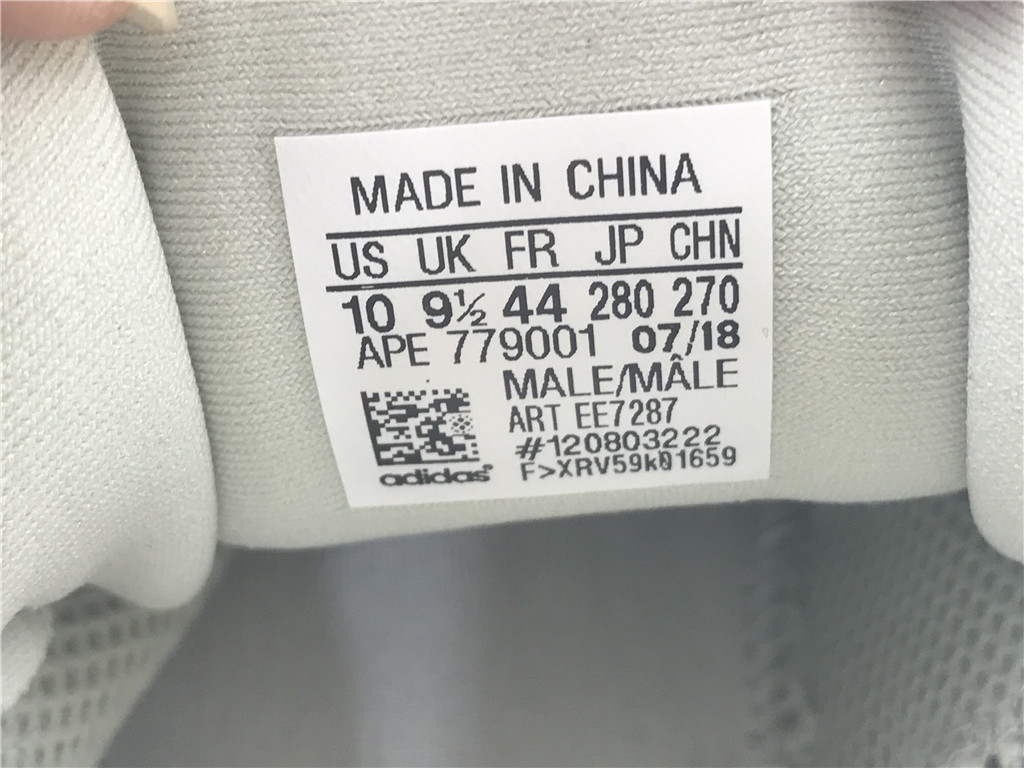 MADE IN CHINA
US UK FR JP CHN
10 9½ 44 280 270
APE 779001 07/18
MALE/MÂLE
ART EE7287
#120803222
F>XRV59k01659
adidas